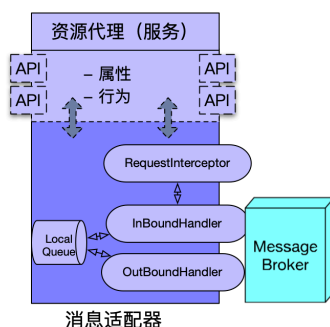 资源代理（服务）
API
API
– 属性
– 行为
API
API
RequestInterceptor
InBoundHandler
Local
Queue
OutBoundHandler
Message
Broker
消息适配器